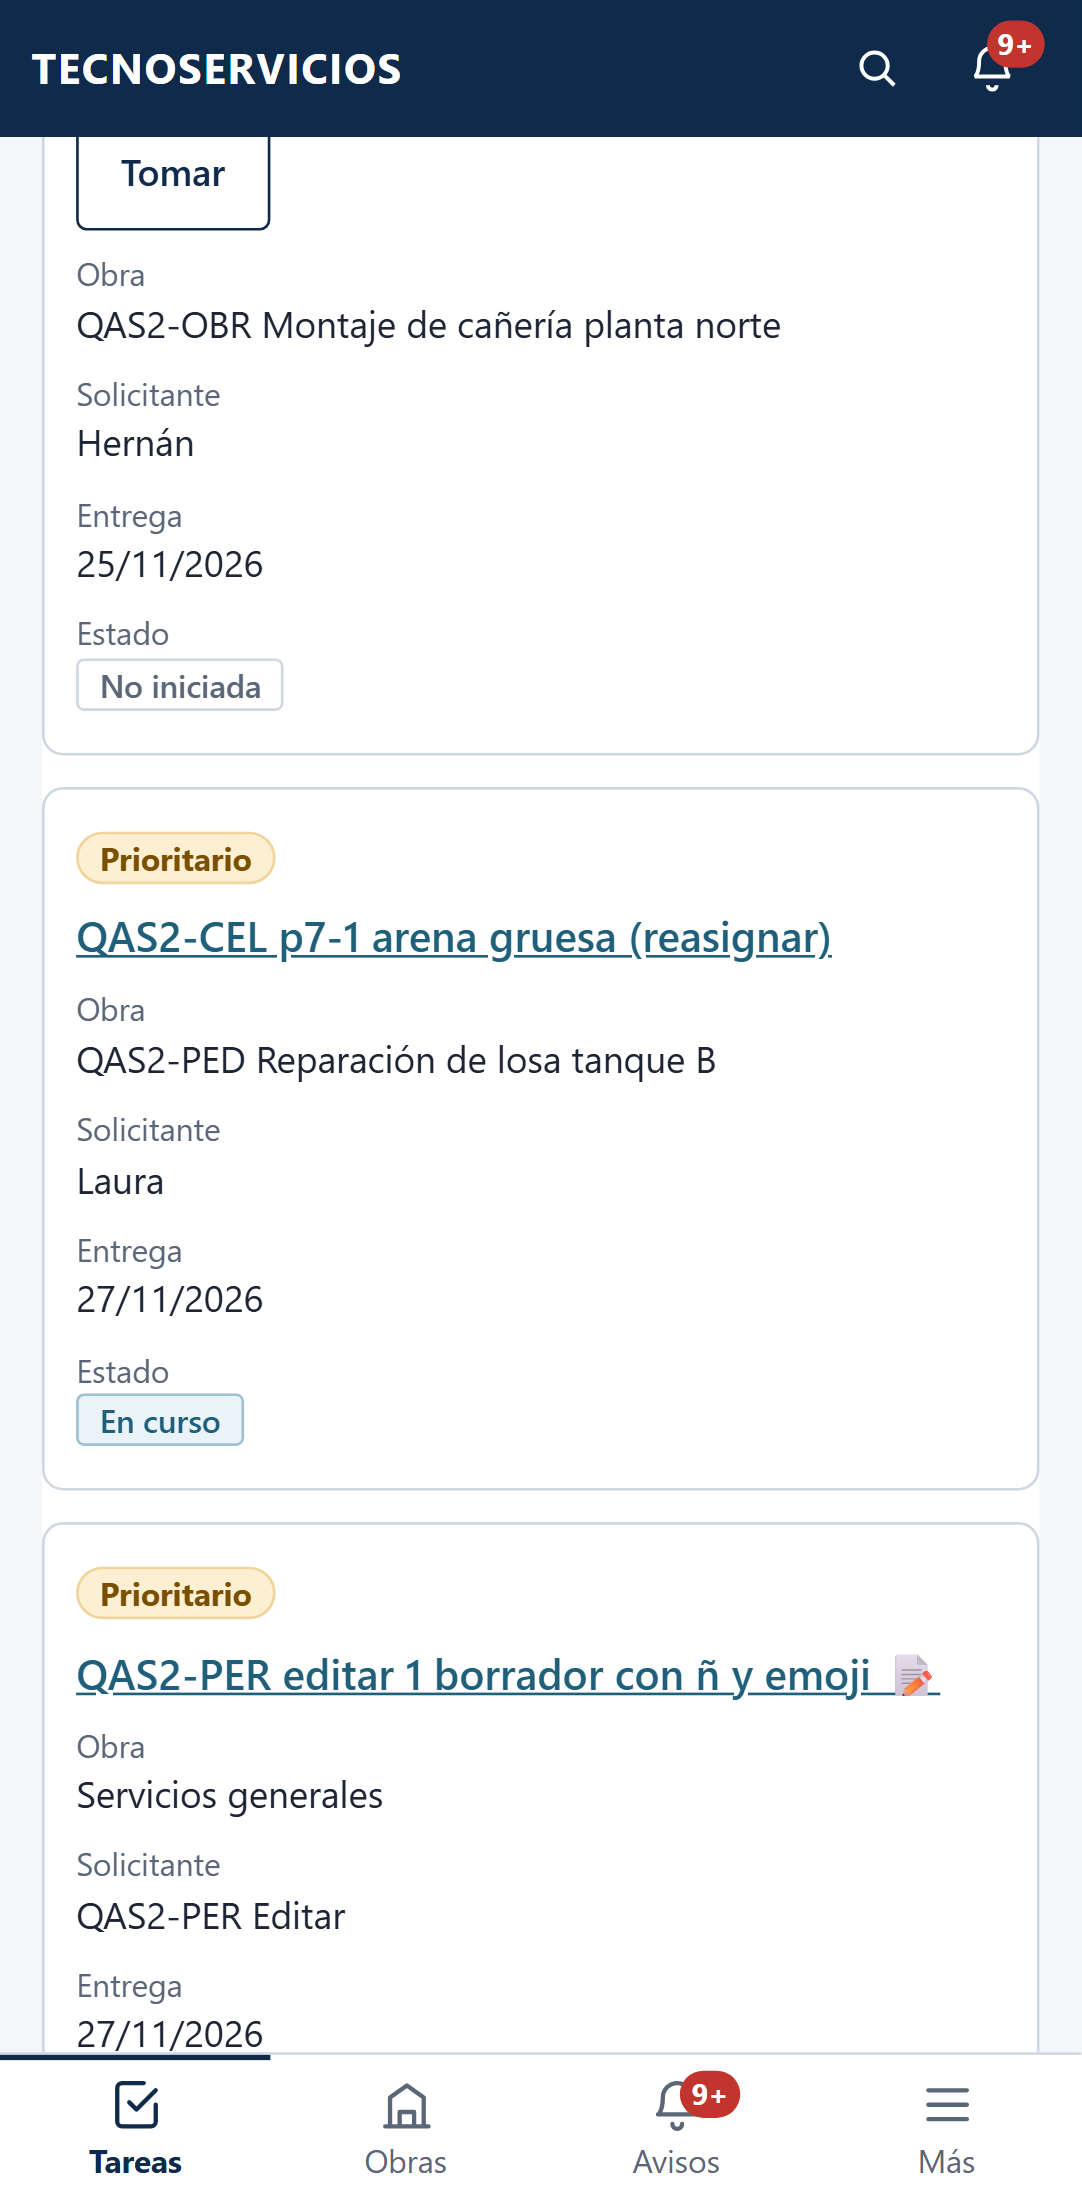 TECNOSERVICIOS
9+
Tomar
Obra
QAS2-OBR Montaje de cañería planta norte
Solicitante
Hernán
Entrega
25/11/2026
Estado
No iniciada
Prioritario
QAS2-CEL p7-1 arena gruesa (reasignar)
Obra
QAS2-PED Reparación de losa tanque B
Solicitante
Laura
Entrega
27/11/2026
Estado
En curso
Prioritario
QAS2-PER editar 1 borrador con ñ y emoji 📝
Obra
Servicios generales
Solicitante
QAS2-PER Editar
Entrega
27/11/2026
9+
Tareas
Obras
Avisos
Más